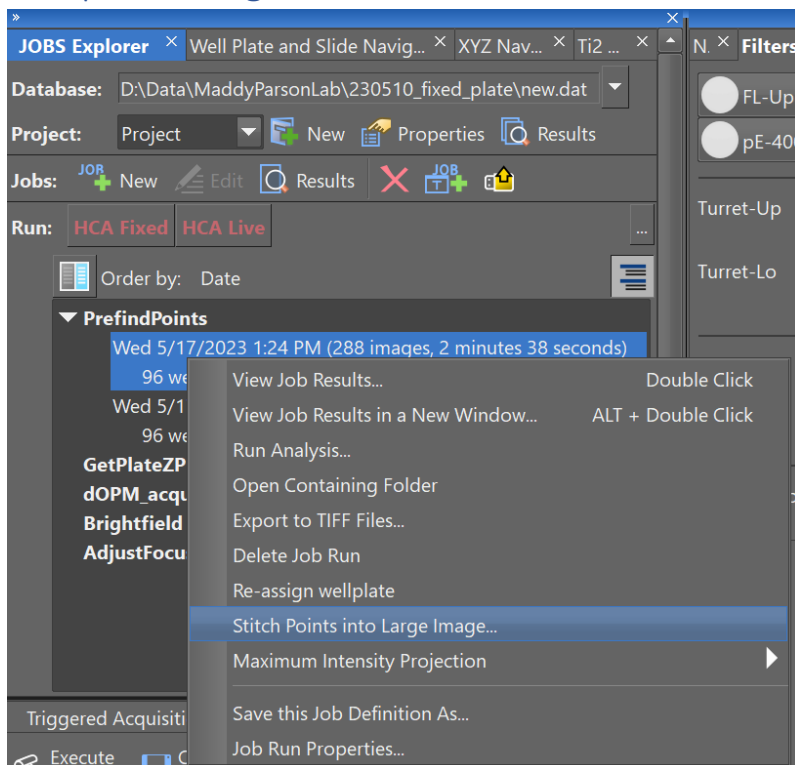 »
JOBS Explorer × Well Plate and Slide Navig... × XYZ Nav... × Ti2 ... × N. × Filters
Database: D:\Data\MaddyParsonLab\230510_fixed_plate\new.dat
FL-Up
Project: Project New Properties Results
pE-400
Jobs: JOB New Edit Results JOB
Turret-Up
Run: HCA Fixed HCA Live ...
Order by: Date
Turret-Lo
PrefindPoints
Wed 5/17/2023 1:24 PM (288 images, 2 minutes 38 seconds)
96 we
Wed 5/1
96 we
GetPlateZP
dOPM_acqu
Brightfield
AdjustFocu
View Job Results... Double Click
View Job Results in a New Window... ALT + Double Click
Run Analysis...
Open Containing Folder
Export to TIFF Files...
Delete Job Run
Re-assign wellplate
Stitch Points into Large Image...
Maximum Intensity Projection
Save this Job Definition As...
Job Run Properties...
Triggered Acquisiti
Execute